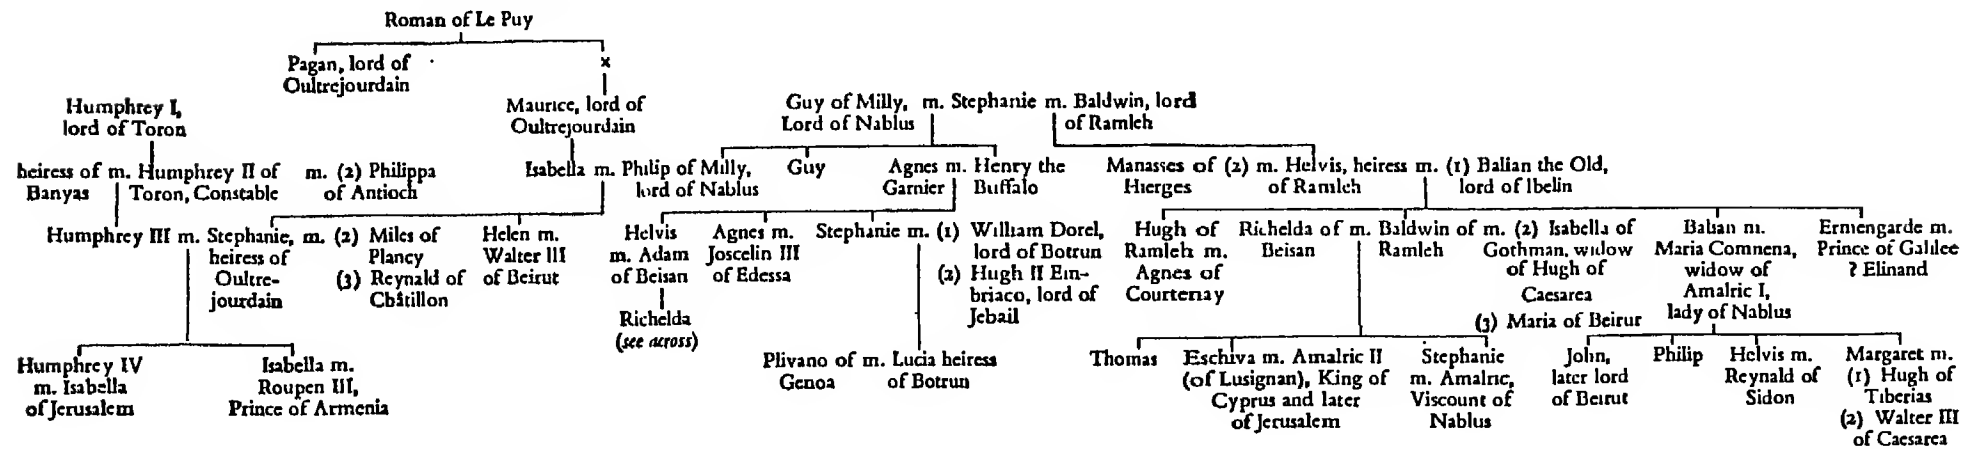 Roman of Le Puy
Pagan, lord of
Oultrejourdain
x
Humphrey I,
lord of Toron
Maurice, lord of
Oultrejourdain
Guy of Milly, m. Stephanie m. Baldwin, lord
Lord of Nablus
of Ramleh
heiress of m. Humphrey II of m. (2) Philippa
Banyas Toron, Constable of Antioch
Isabella m. Philip of Milly,
lord of Nablus
Guy
Agnes m. Henry the
Garnier Buffalo
Manasses of (2) m. Helvis, heiress m. (1) Balian the Old,
Hierges of Ramleh lord of Ibelin
Humphrey III m. Stephanie, m. (2) Miles of
heiress of Plancy
Oultre- (3) Reynald of
jourdain Châtillon
Helen m.
Walter III
of Beirut
Helvis
m. Adam
of Beisan
Richelda
(see across)
Agnes m.
Joscelin III
of Edessa
Stephanie m. (1) William Dorel,
lord of Botrun
(2) Hugh II Em-
briaco, lord of
Jebail
Hugh of
Ramleh m.
Agnes of
Courtenay
Richelda of m. Baldwin of m. (2) Isabella of
Beisan Ramleh Gothman, widow
of Hugh of
Caesarea
(3) Maria of Beirur
Balian m.
Maria Comnena,
widow of
Amalric I,
lady of Nablus
Ermengarde m.
Prince of Galilee
? Elinand
Humphrey IV
m. Isabella
of Jerusalem
Isabella m.
Roupen III,
Prince of Armenia
Plivano of m. Lucia heiress
Genoa of Botrun
Thomas
Eschiva m. Amalric II
(of Lusignan), King of
Cyprus and later
of Jerusalem
Stephanie
m. Amalric,
Viscount of
Nablus
John,
later lord
of Beirut
Philip
Helvis m.
Reynald of
Sidon
Margaret m.
(1) Hugh of
Tiberias
(2) Walter III
of Caesarea